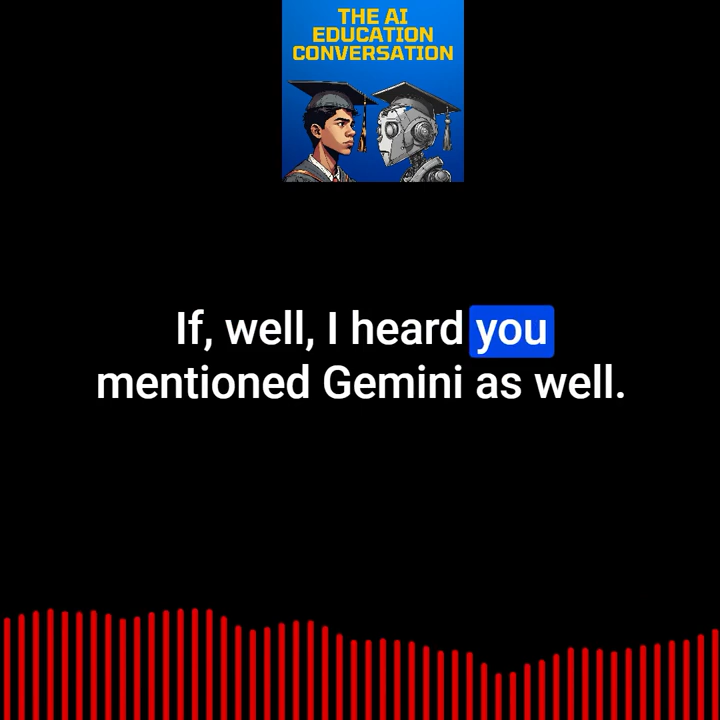 THE AI
EDUCATION
CONVERSATION
If, well, I heard you
mentioned Gemini as well.